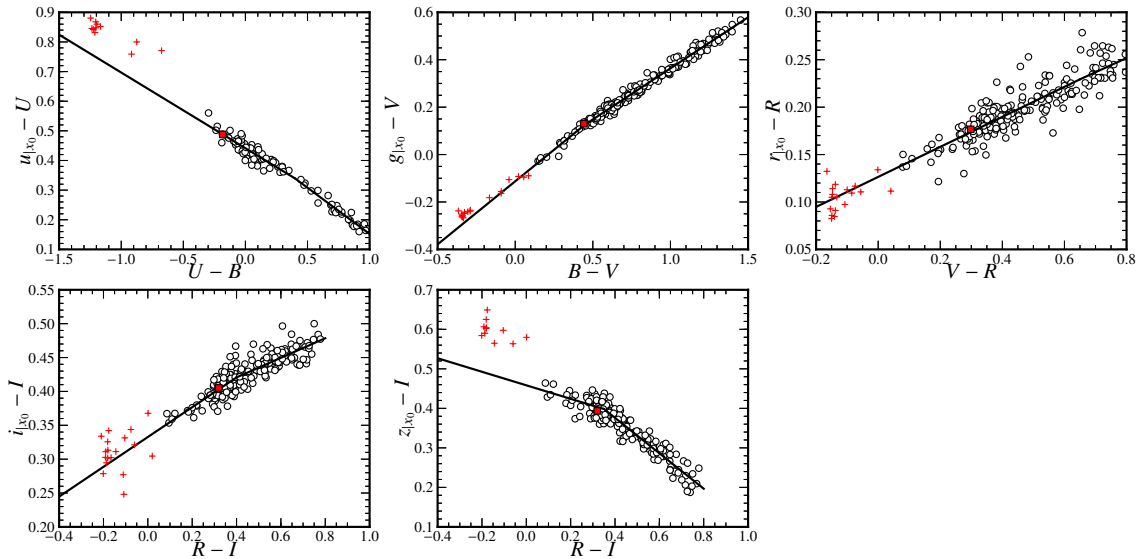 0.9
0.8
0.7
0.6
0.5
0.4
0.3
0.2
0.1
u|x₀ − U
−1.5 −1.0 −0.5 0.0 0.5 1.0
U − B
0.6
0.4
0.2
0.0
−0.2
−0.4
g|x₀ − V
−0.5 0.0 0.5 1.0 1.5
B − V
0.30
0.25
0.20
0.15
0.10
0.05
r|x₀ − R
−0.2 0.0 0.2 0.4 0.6 0.8
V − R
0.55
0.50
0.45
0.40
0.35
0.30
0.25
0.20
i|x₀ − I
−0.4 −0.2 0.0 0.2 0.4 0.6 0.8 1.0
R − I
0.7
0.6
0.5
0.4
0.3
0.2
0.1
z|x₀ − I
−0.4 −0.2 0.0 0.2 0.4 0.6 0.8 1.0
R − I